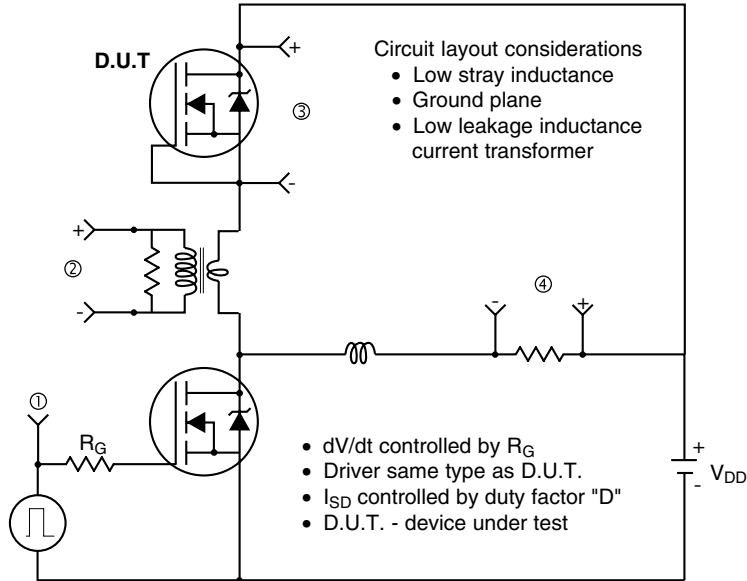 D.U.T
+
③
-
Circuit layout considerations
• Low stray inductance
• Ground plane
• Low leakage inductance
current transformer
+
②
-
-
④
+
①
R_G
• dV/dt controlled by R_G
• Driver same type as D.U.T.
• I_SD controlled by duty factor "D"
• D.U.T. - device under test
+
V_DD
-